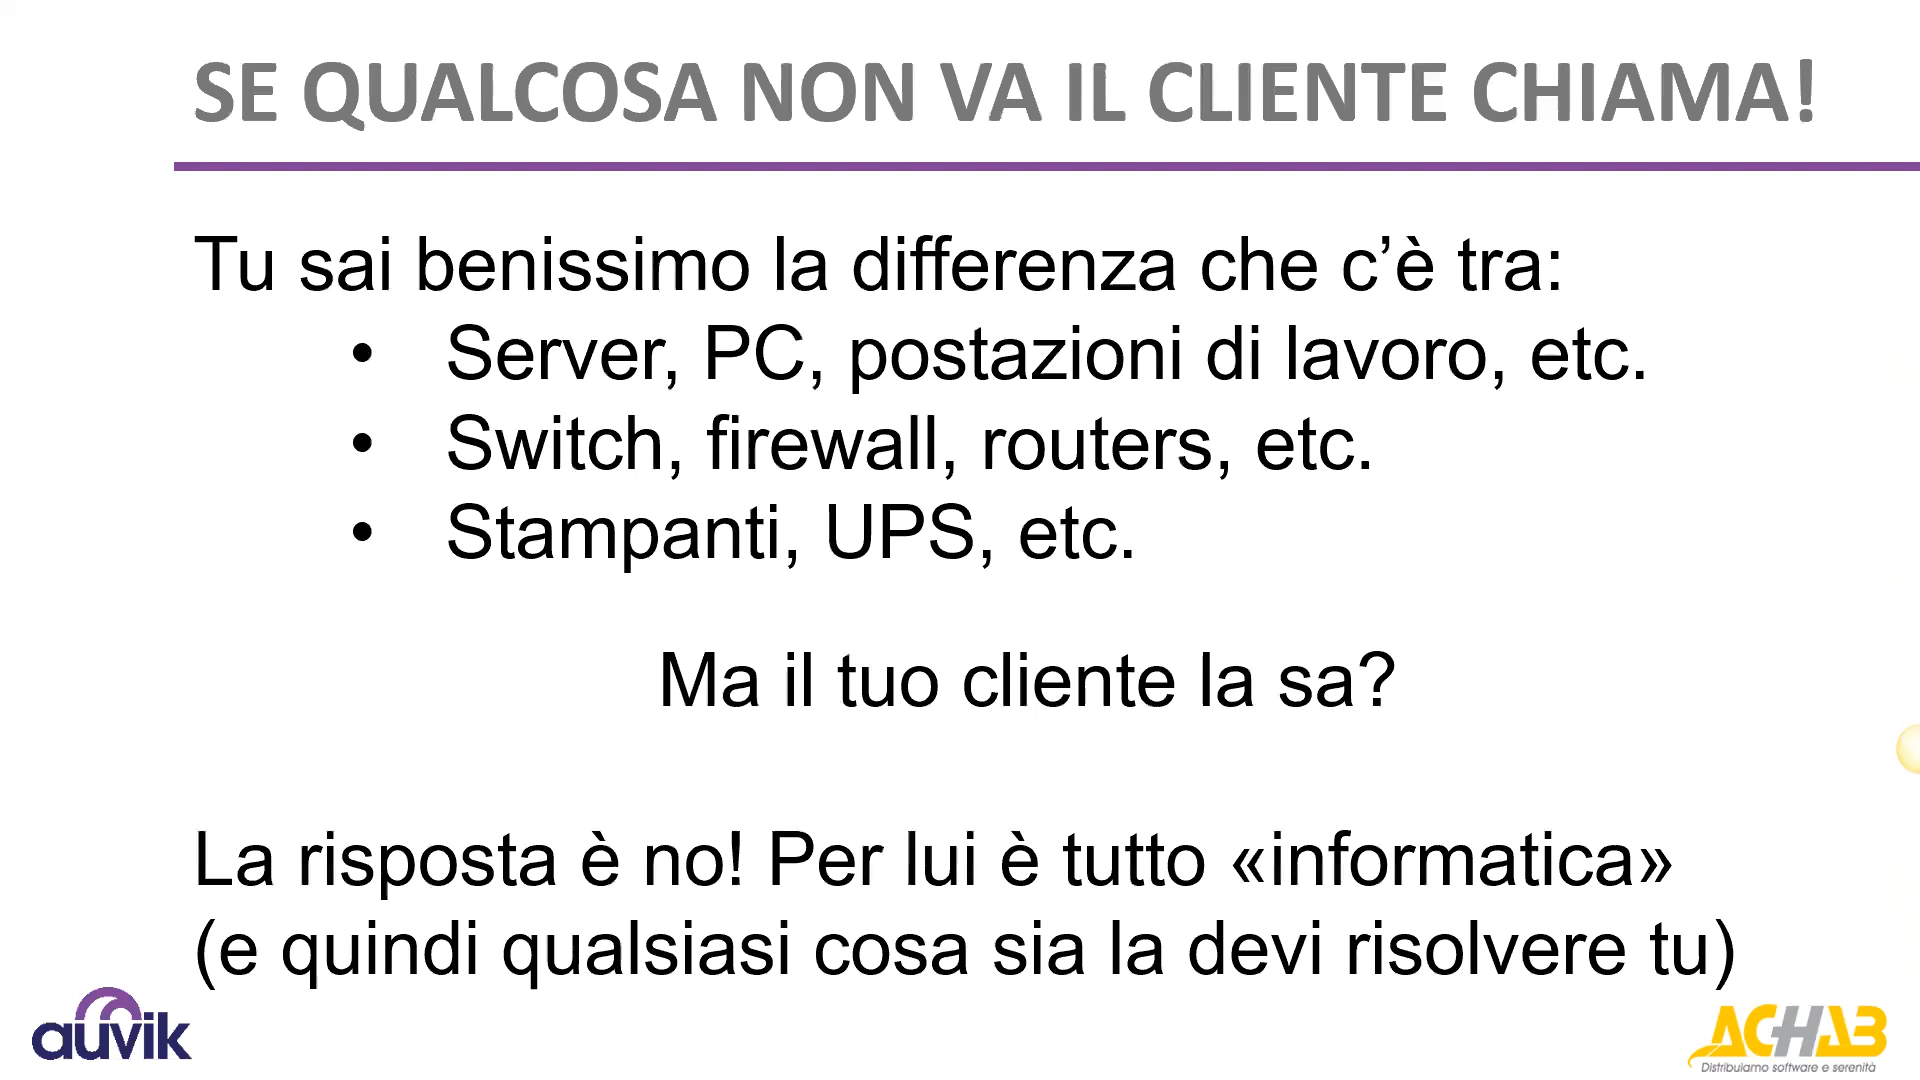 SE QUALCOSA NON VA IL CLIENTE CHIAMA!
Tu sai benissimo la differenza che c’è tra:
• Server, PC, postazioni di lavoro, etc.
• Switch, firewall, routers, etc.
• Stampanti, UPS, etc.
Ma il tuo cliente la sa?
La risposta è no! Per lui è tutto «informatica»
(e quindi qualsiasi cosa sia la devi risolvere tu)
auvik
ACHAB
Distribuiamo software e serenità